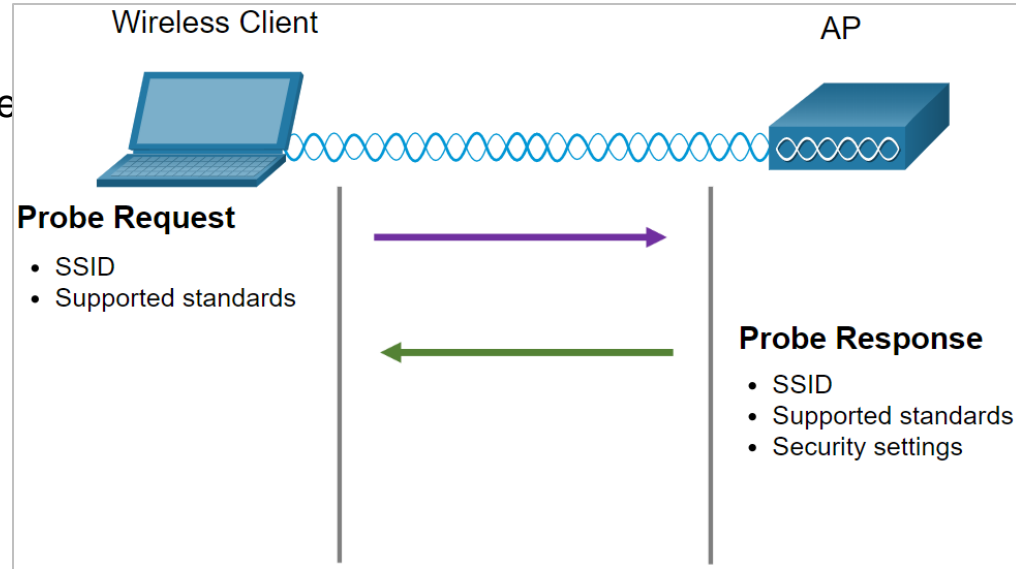 Wireless Client
AP
e
Probe Request
• SSID
• Supported standards
Probe Response
• SSID
• Supported standards
• Security settings